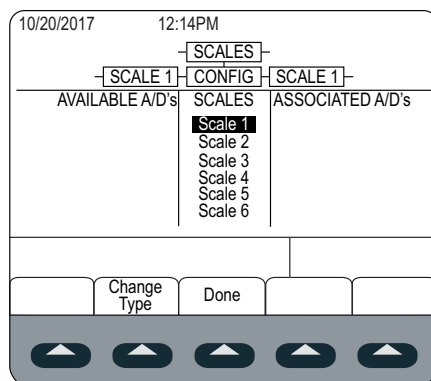 10/20/2017 12:14PM
SCALES
SCALE 1 CONFIG SCALE 1
AVAILABLE A/D's SCALES ASSOCIATED A/D's
Scale 1
Scale 2
Scale 3
Scale 4
Scale 5
Scale 6
Change
Type
Done